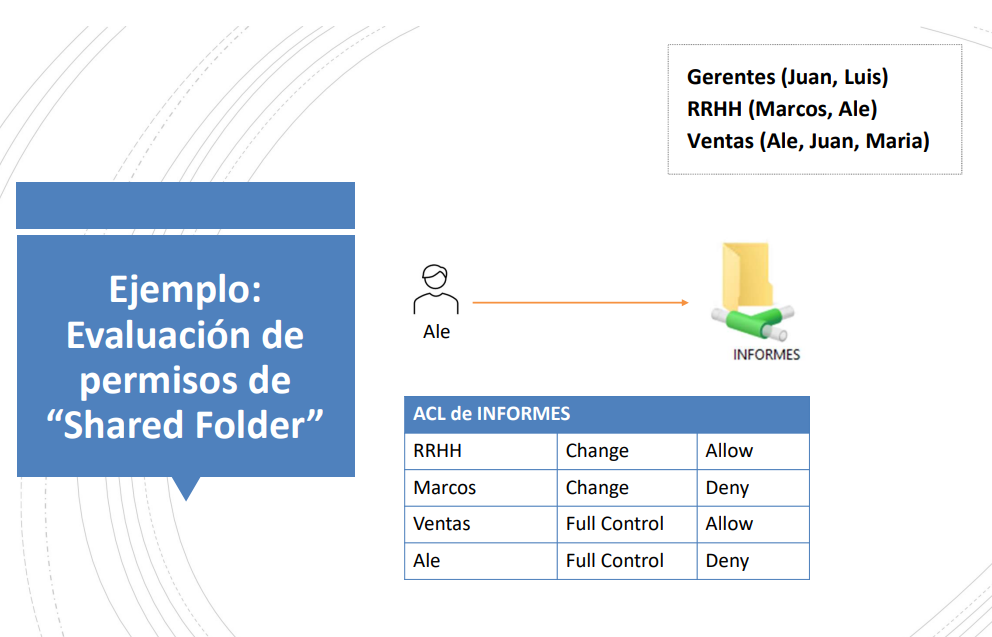 Gerentes (Juan, Luis)
RRHH (Marcos, Ale)
Ventas (Ale, Juan, Maria)
Ejemplo:
Evaluación de
permisos de
“Shared Folder”
Ale
INFORMES
ACL de INFORMES
RRHH Change Allow
Marcos Change Deny
Ventas Full Control Allow
Ale Full Control Deny